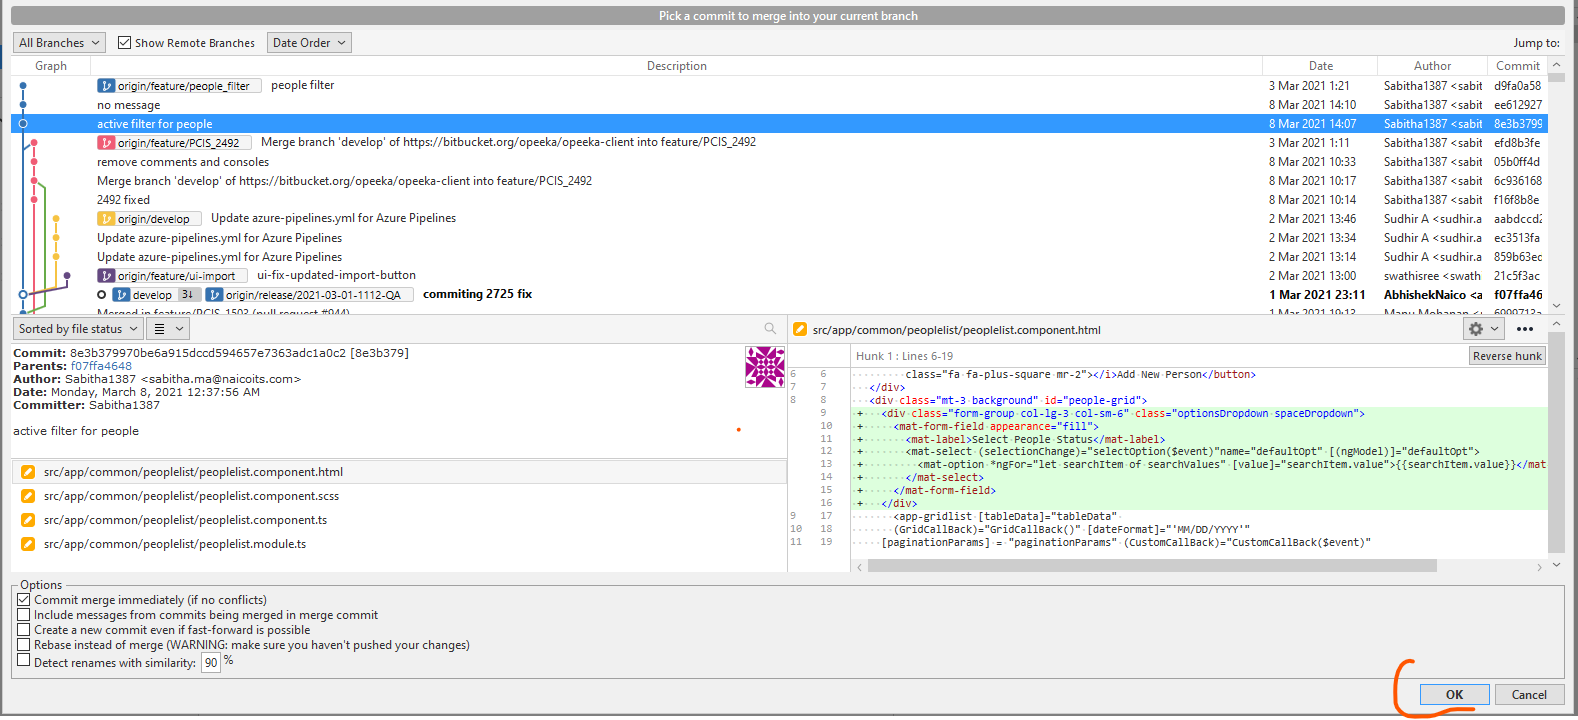 Pick a commit to merge into your current branch
All Branches Show Remote Branches Date Order Jump to:
Graph Description Date Author Commit
origin/feature/people_filter people filter 3 Mar 2021 1:21 Sabitha1387 <sabit d9fa0a58
no message 8 Mar 2021 14:10 Sabitha1387 <sabit ee612927
active filter for people 8 Mar 2021 14:07 Sabitha1387 <sabit 8e3b3799
origin/feature/PCIS_2492 Merge branch 'develop' of https://bitbucket.org/opeeka/opeeka-client into feature/PCIS_2492 3 Mar 2021 1:11 Sabitha1387 <sabit efd8b3fe
remove comments and consoles 8 Mar 2021 10:33 Sabitha1387 <sabit 05b0ff4d
Merge branch 'develop' of https://bitbucket.org/opeeka/opeeka-client into feature/PCIS_2492 8 Mar 2021 10:17 Sabitha1387 <sabit 6c936168
2492 fixed 8 Mar 2021 10:14 Sabitha1387 <sabit f16f8b8e
origin/develop Update azure-pipelines.yml for Azure Pipelines 2 Mar 2021 13:46 Sudhir A <sudhir.a aabdccd2
Update azure-pipelines.yml for Azure Pipelines 2 Mar 2021 13:34 Sudhir A <sudhir.a ec3513fa
Update azure-pipelines.yml for Azure Pipelines 2 Mar 2021 13:14 Sudhir A <sudhir.a 859b63ed
origin/feature/ui-import ui-fix-updated-import-button 2 Mar 2021 13:00 swathisree <swath 21c5f3ac
develop 3↓ origin/release/2021-03-01-1112-QA commiting 2725 fix 1 Mar 2021 23:11 AbhishekNaico <a f07ffa46
Merged in feature/PCIS_1503 (pull request #944) 1 Mar 2021 19:13 Manu Mohanan <
Sorted by file status
src/app/common/peoplelist/peoplelist.component.html
Commit: 8e3b379970be6a915dccd594657e7363adc1a0c2 [8e3b379]
Parents: f07ffa4648
Author: Sabitha1387 <sabitha.ma@naicoits.com>
Date: Monday, March 8, 2021 12:37:56 AM
Committer: Sabitha1387
active filter for people
src/app/common/peoplelist/peoplelist.component.html
src/app/common/peoplelist/peoplelist.component.scss
src/app/common/peoplelist/peoplelist.component.ts
src/app/common/peoplelist/peoplelist.module.ts
Hunk 1 : Lines 6-19 Reverse hunk
6 6 class="fa fa-plus-square mr-2"></i>Add New Person</button>
7 7 </div>
8 8 <div class="mt-3 background" id="people-grid">
9 + <div class="form-group col-lg-3 col-sm-6" class="optionsDropdown spaceDropdown">
10 + <mat-form-field appearance="fill">
11 + <mat-label>Select People Status</mat-label>
12 + <mat-select (selectionChange)="selectOption($event)"name="defaultOpt" [(ngModel)]="defaultOpt">
13 + <mat-option *ngFor="let searchItem of searchValues" [value]="searchItem.value">{{searchItem.value}}</mat
14 + </mat-select>
15 + </mat-form-field>
16 + </div>
9 17 <app-gridlist [tableData]="tableData"
10 18 (GridCallBack)="GridCallBack()" [dateFormat]="'MM/DD/YYYY'"
11 19 [paginationParams] = "paginationParams" (CustomCallBack)="CustomCallBack($event)"
Options
Commit merge immediately (if no conflicts)
Include messages from commits being merged in merge commit
Create a new commit even if fast-forward is possible
Rebase instead of merge (WARNING: make sure you haven't pushed your changes)
Detect renames with similarity: 90 %
OK Cancel